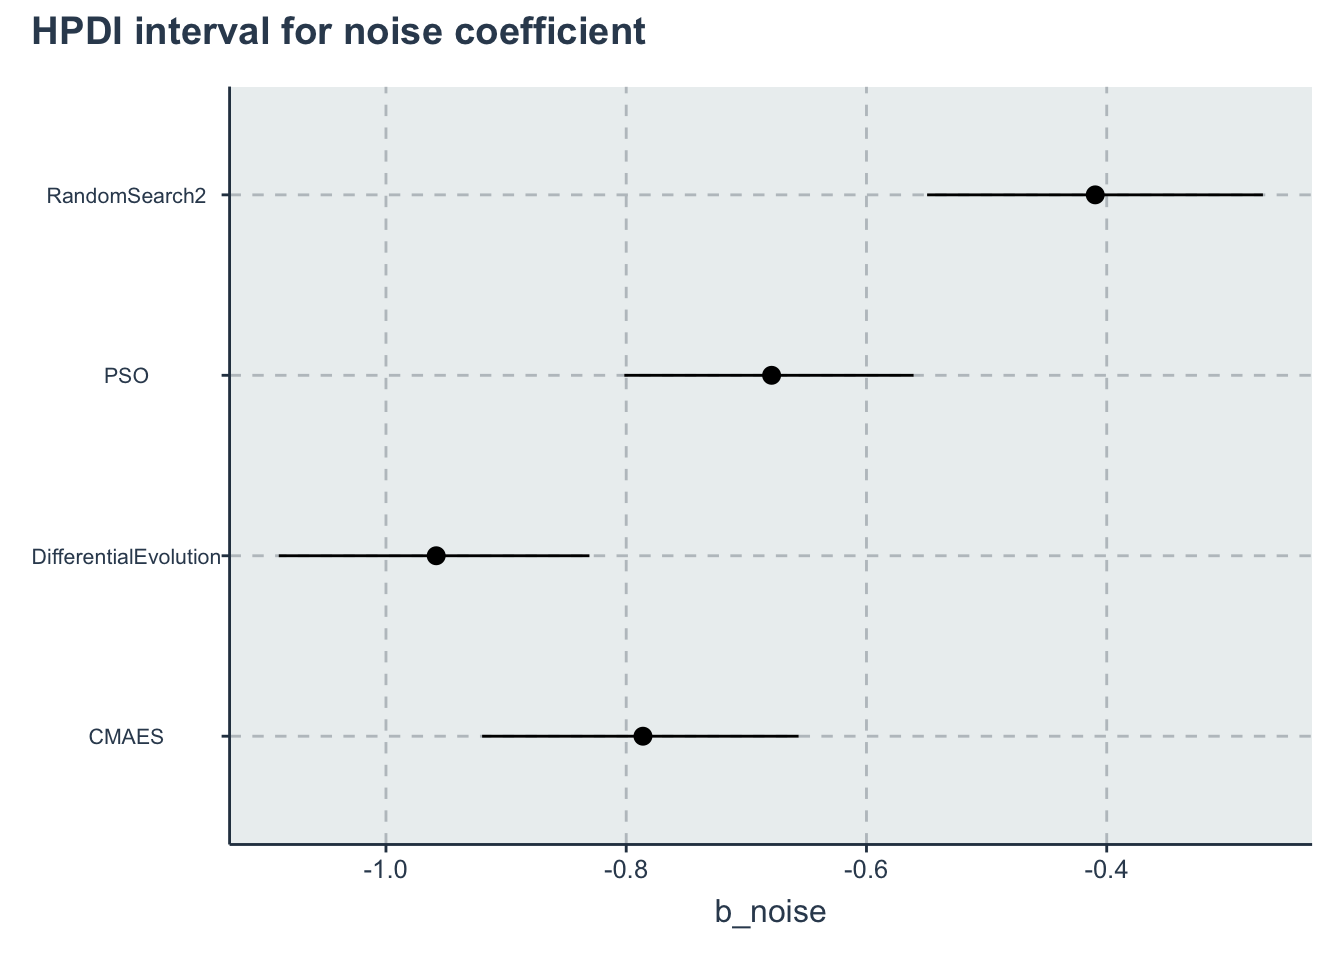 HPDI interval for noise coefficient
RandomSearch2
PSO
DifferentialEvolution
CMAES
-1.0 -0.8 -0.6 -0.4
b_noise